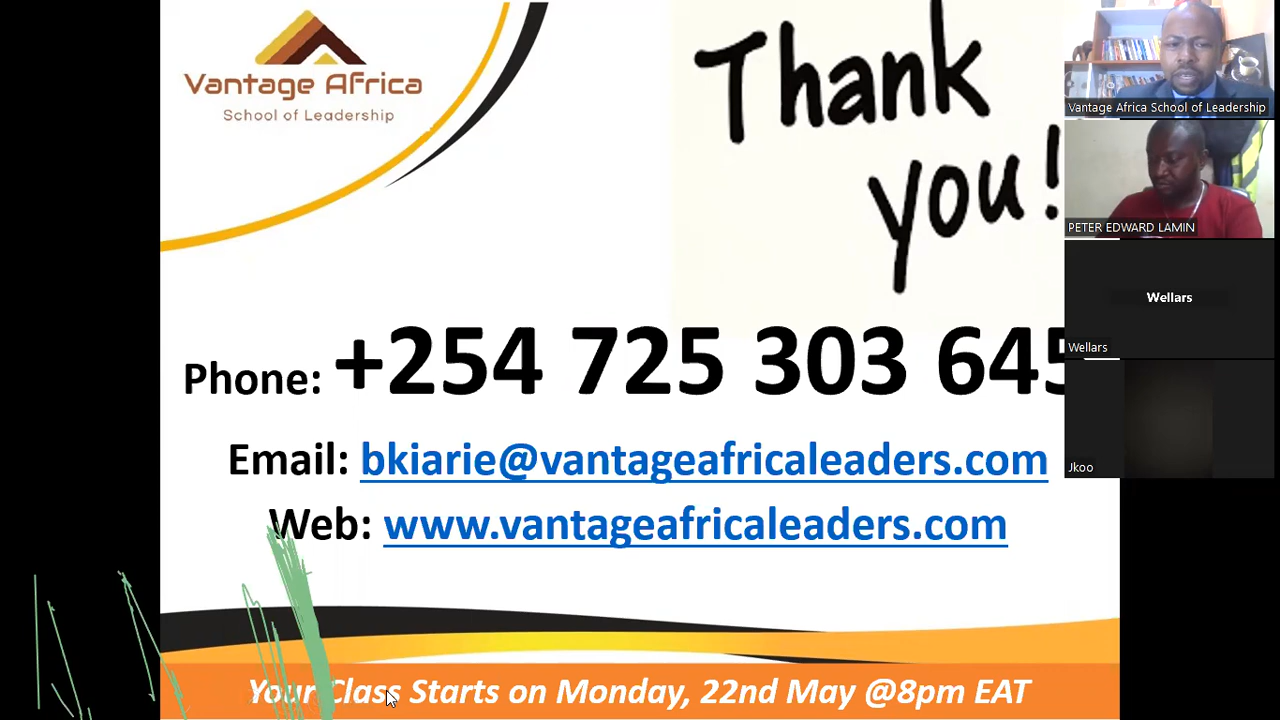 Vantage Africa
School of Leadership
Thank
you!
Phone: +254 725 303 645
Email: bkiarie@vantageafricaleaders.com
Web: www.vantageafricaleaders.com
Your Class Starts on Monday, 22nd May @8pm EAT
Vantage Africa School of Leadership
PETER EDWARD LAMIN
Wellars
Wellars
Jkoo